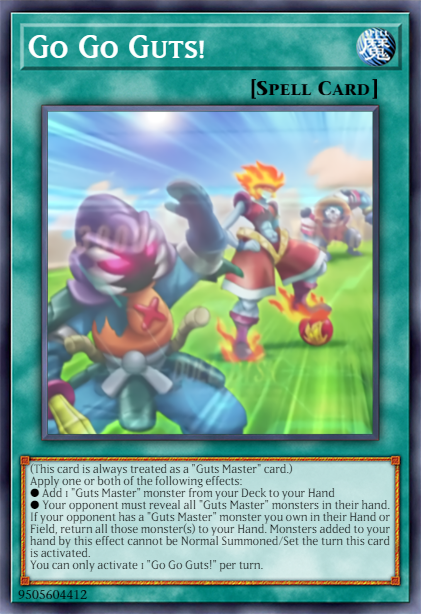 Go Go Guts!
魔
[Spell Card]
(This card is always treated as a "Guts Master" card.)
Apply one or both of the following effects:
● Add 1 "Guts Master" monster from your Deck to your Hand
● Your opponent must reveal all "Guts Master" Monsters in their hand.
If your opponent has a "Guts Master" monster you own in their Hand or
Field, return all those monster(s) to your Hand. Monsters added to your
hand by this effect cannot be Normal Summoned/Set the turn this card
is activated.
You can only activate 1 "Go Go Guts!" per turn.
9505604412